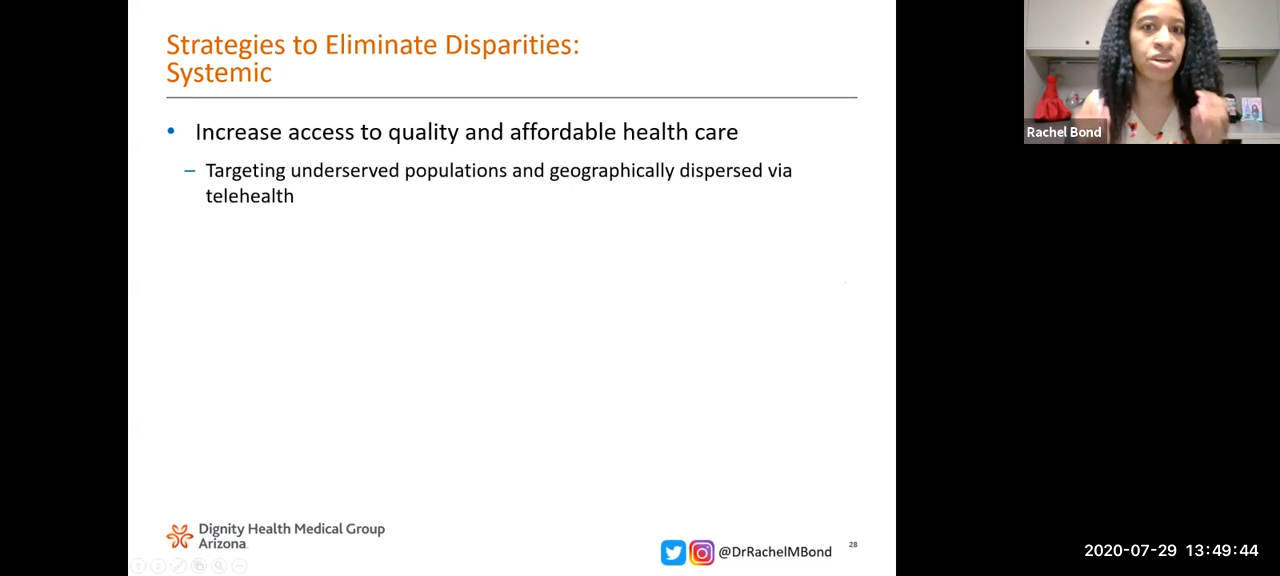 Strategies to Eliminate Disparities:
Systemic
• Increase access to quality and affordable health care
– Targeting underserved populations and geographically dispersed via
telehealth
Rachel Bond
Dignity Health Medical Group
Arizona
@DrRachelMBond
28
2020-07-29 13:49:44